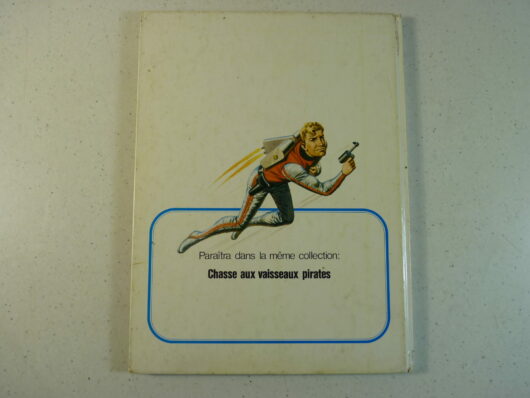 Paraîtra dans la même collection:
Chasse aux vaisseaux pirates